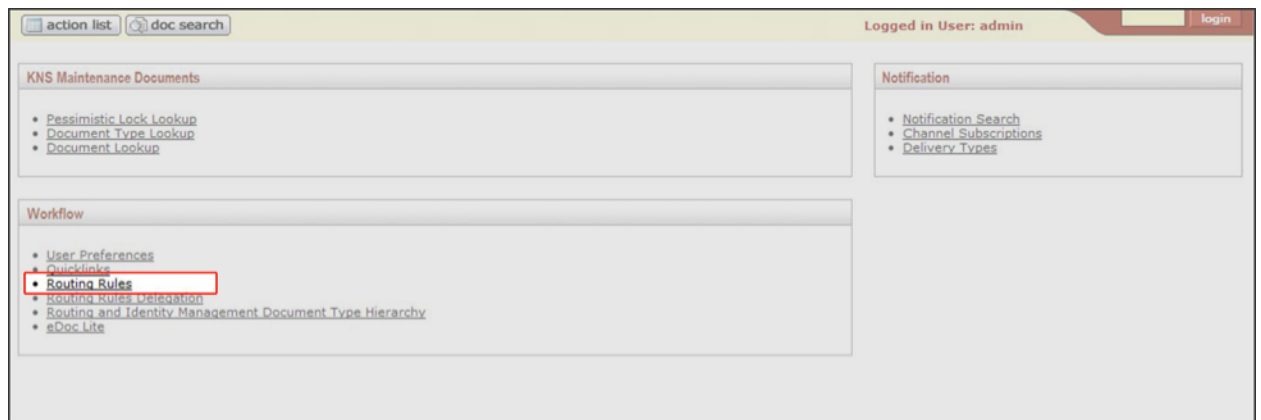 action list doc search Logged in User: admin login
KNS Maintenance Documents
Pessimistic Lock Lookup
Document Type Lookup
Document Lookup
Notification
Notification Search
Channel Subscriptions
Delivery Types
Workflow
User Preferences
Quicklinks
Routing Rules
Routing Rules Delegation
Routing and Identity Management Document Type Hierarchy
eDoc Lite